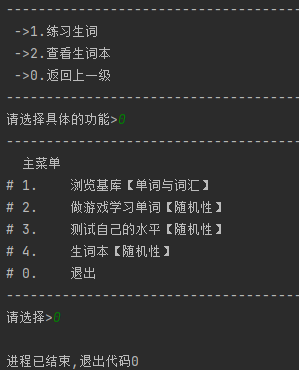 ------------------------------------
->1.练习生词
->2.查看生词本
->0.返回上一级
------------------------------------
请选择具体的功能>0
------------------------------------
主菜单
# 1. 浏览基库【单词与词汇】
# 2. 做游戏学习单词【随机性】
# 3. 测试自己的水平【随机性】
# 4. 生词本【随机性】
# 0. 退出
------------------------------------
请选择>0
进程已结束,退出代码0